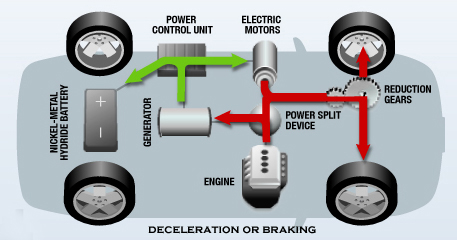 POWER
CONTROL UNIT
ELECTRIC
MOTORS
NICKEL-METAL
HYDRIDE BATTERY
+
−
GENERATOR
POWER SPLIT
DEVICE
REDUCTION
GEARS
ENGINE
DECELERATION OR BRAKING